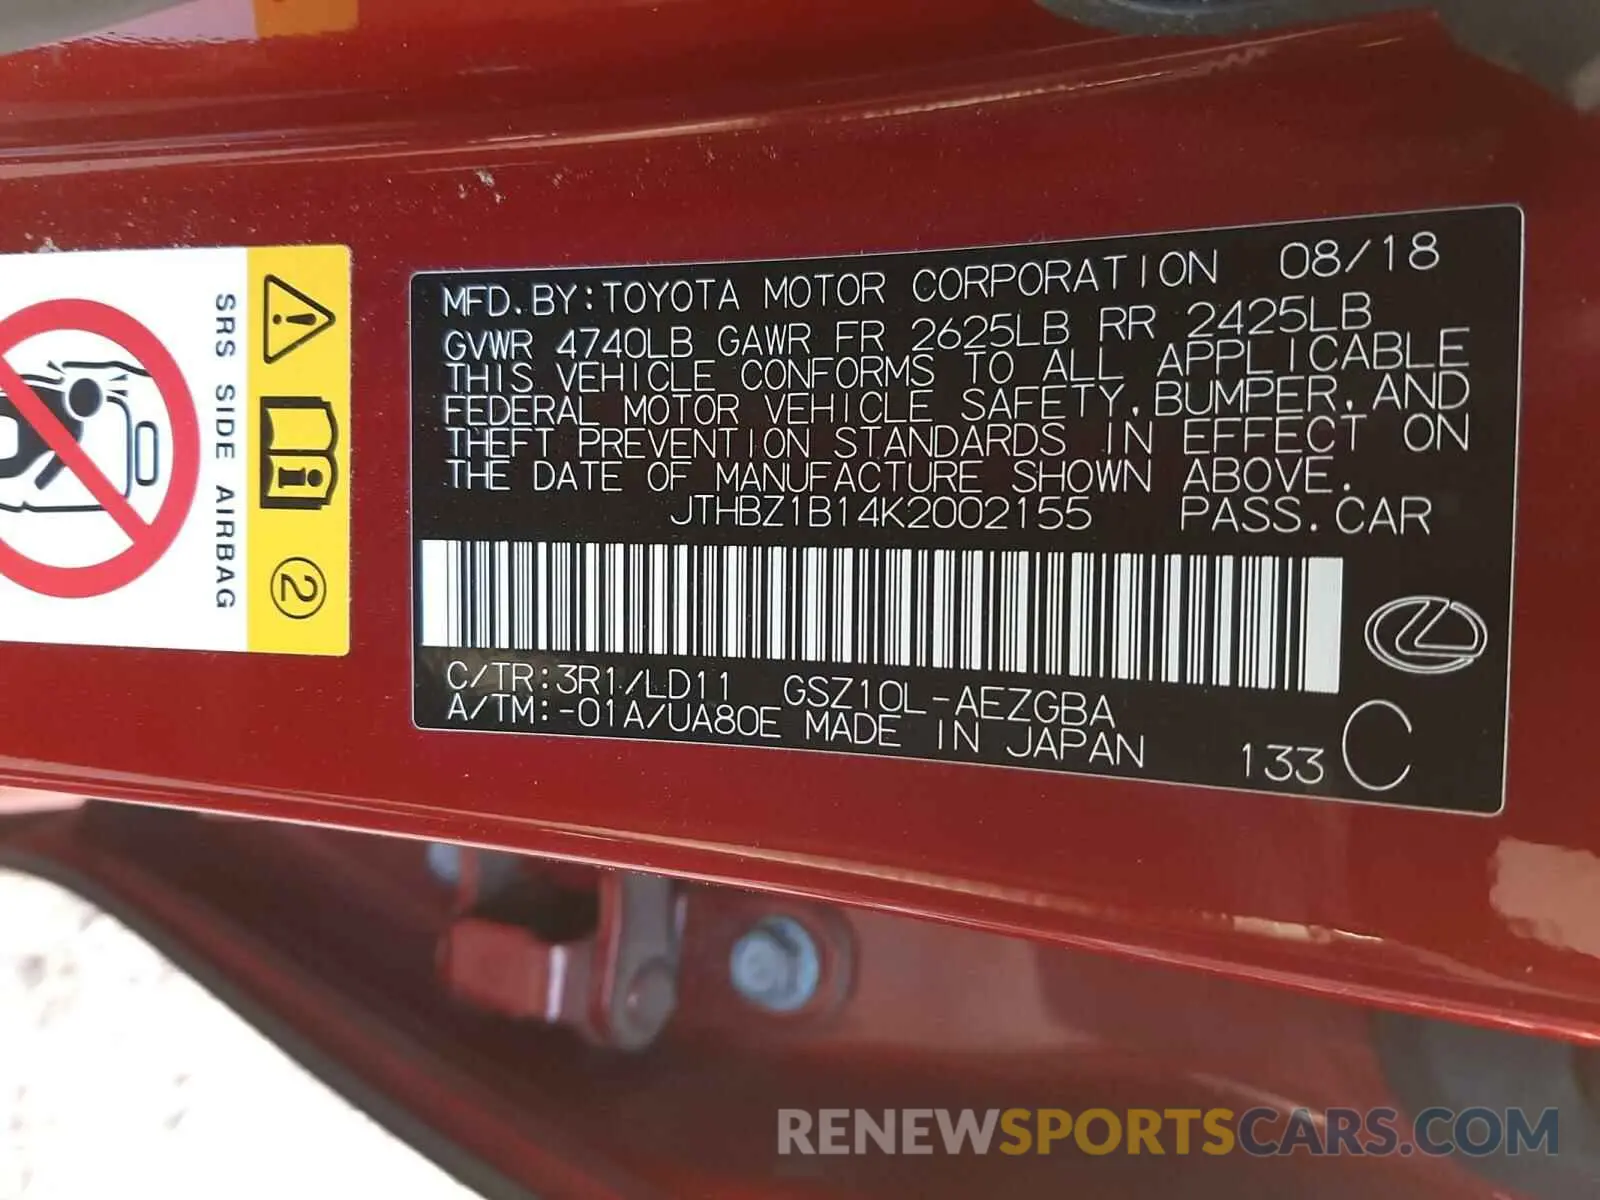 SRS SIDE AIRBAG
2
MFD.BY:TOYOTA MOTOR CORPORATION 08/18
GVWR 4740LB GAWR FR 2625LB RR 2425LB
THIS VEHICLE CONFORMS TO ALL APPLICABLE
FEDERAL MOTOR VEHICLE SAFETY,BUMPER,AND
THEFT PREVENTION STANDARDS IN EFFECT ON
THE DATE OF MANUFACTURE SHOWN ABOVE.
JTHBZ1B14K2002155 PASS.CAR
C/TR:3R1/LD11 GSZ10L-AEZGBA
A/TM:-01A/UA80E MADE IN JAPAN
133 C
RENEWSPORTSCARS.COM